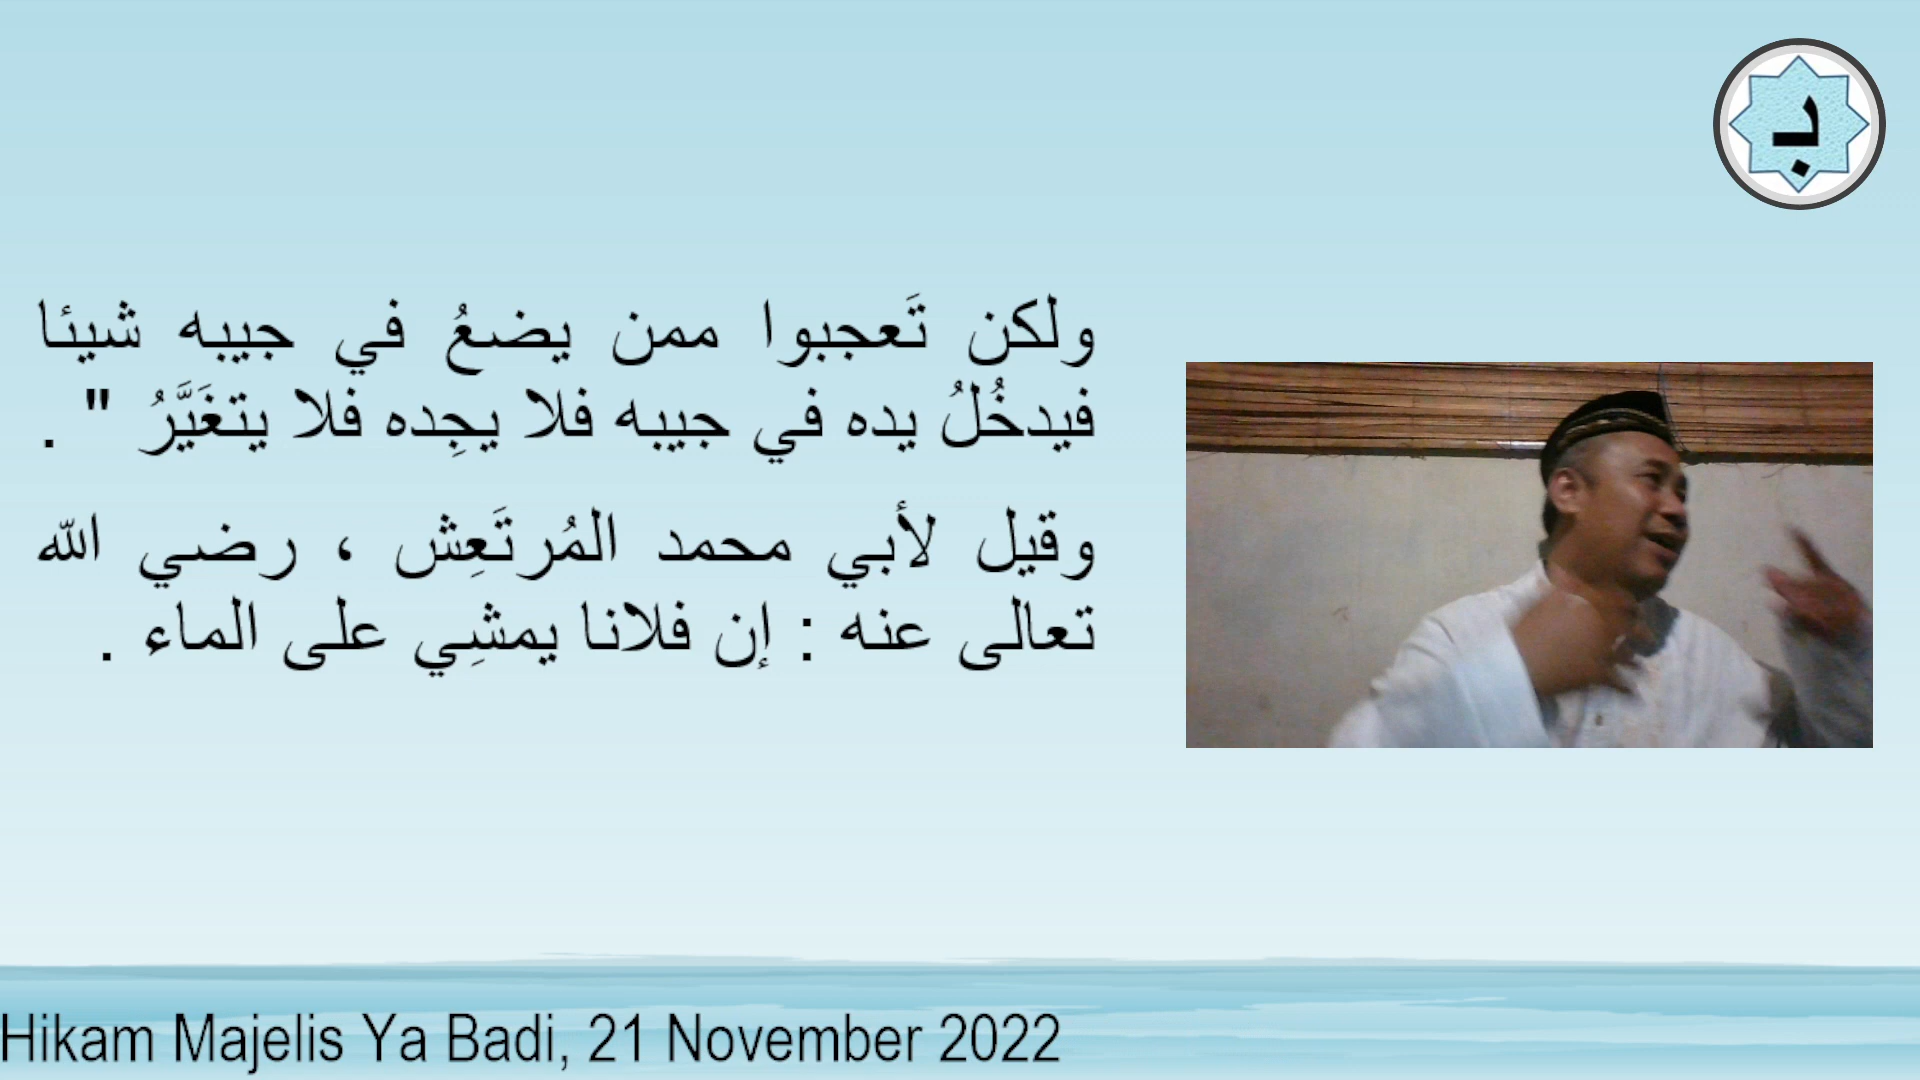 ولكن تَعجبوا ممن يضعُ في جيبه شيئا
فيدخُلُ يده في جيبه فلا يجِده فلا يتغَيَّرُ " .
وقيل لأبي محمد المُرتَعِش ، رضي الله
تعالى عنه : إن فلانا يمشِي على الماء .
Hikam Majelis Ya Badi, 21 November 2022